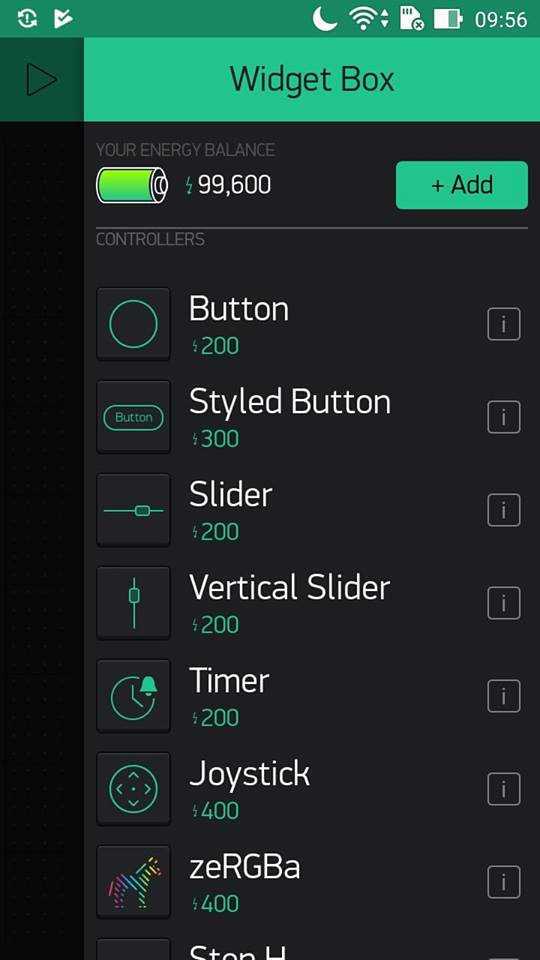 09:56
Widget Box
YOUR ENERGY BALANCE
99,600
+ Add
CONTROLLERS
Button
200
Button
Styled Button
300
Slider
200
Vertical Slider
200
Timer
200
Joystick
400
zeRGBa
400